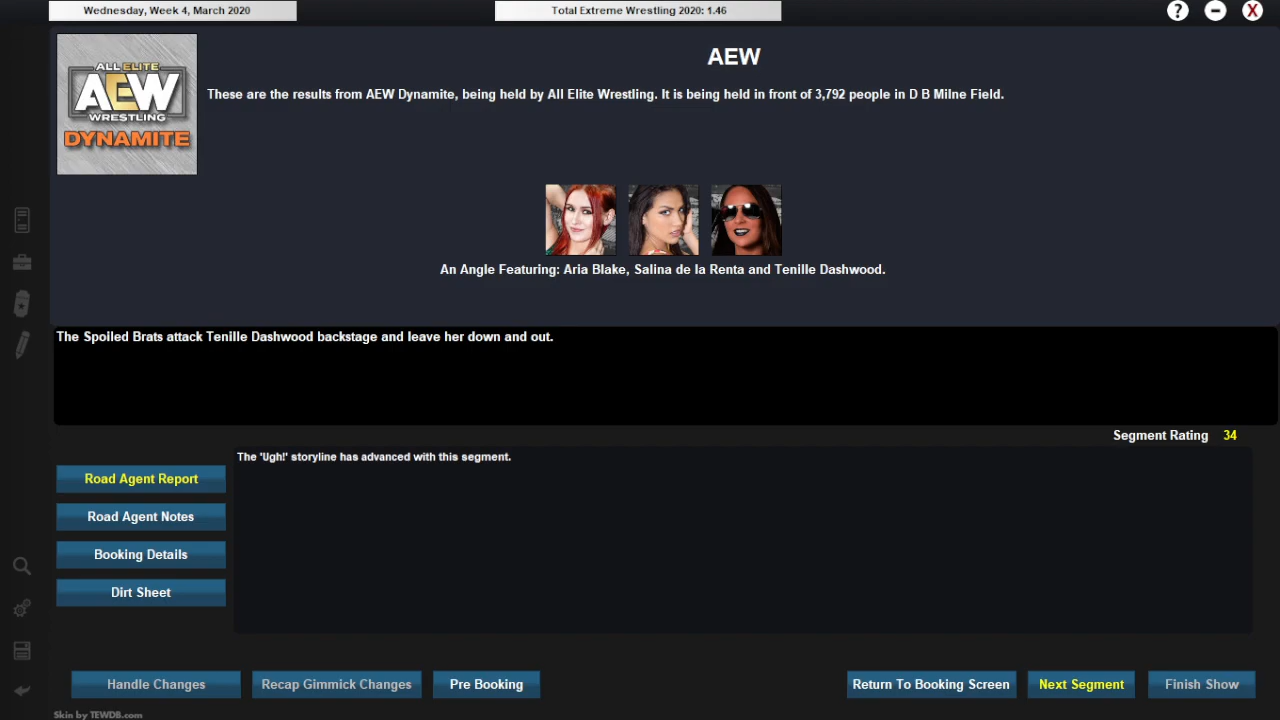 Wednesday, Week 4, March 2020
Total Extreme Wrestling 2020: 1.46
?
X
ALL ELITE
AEW
WRESTLING
DYNAMITE
AEW
These are the results from AEW Dynamite, being held by All Elite Wrestling. It is being held in front of 3,792 people in D B Milne Field.
An Angle Featuring: Aria Blake, Salina de la Renta and Tenille Dashwood.
The Spoiled Brats attack Tenille Dashwood backstage and leave her down and out.
Segment Rating 34
The 'Ugh!' storyline has advanced with this segment.
Road Agent Report
Road Agent Notes
Booking Details
Dirt Sheet
Handle Changes
Recap Gimmick Changes
Pre Booking
Return To Booking Screen
Next Segment
Finish Show
Skin by TEWDB.com